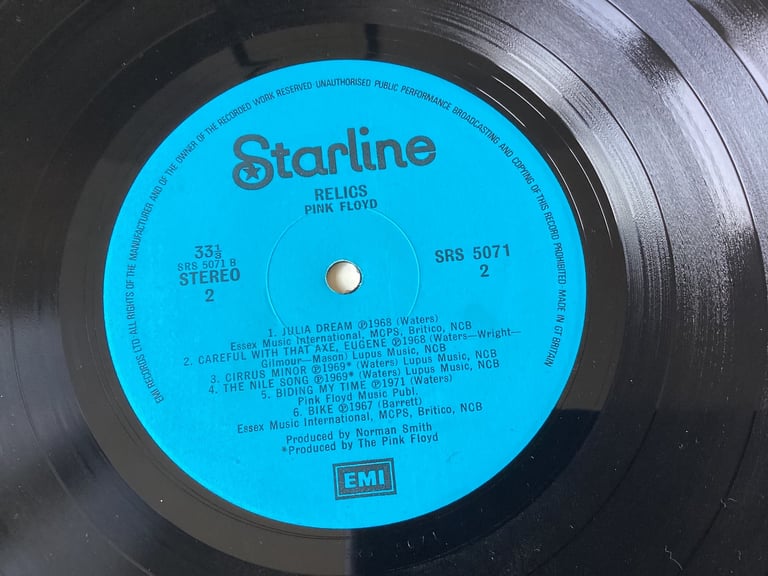 EMI RECORDS LTD ALL RIGHTS OF THE MANUFACTURER AND OF THE OWNER OF THE RECORDED WORK RESERVED·UNAUTHORISED PUBLIC PERFORMANCE BROADCASTING AND COPYING OF THIS RECORD PROHIBITED·MADE IN GT BRITAIN
Starline
RELICS
PINK FLOYD
33⅓
SRS 5071 B
STEREO
2
SRS 5071
2
1. JULIA DREAM ℗1968 (Waters)
Essex Music International, MCPS, Britico, NCB
2. CAREFUL WITH THAT AXE, EUGENE ℗1968 (Waters—Wright—
Gilmour—Mason) Lupus Music, NCB
3. CIRRUS MINOR ℗1969* (Waters) Lupus Music, NCB
4. THE NILE SONG ℗1969* (Waters) Lupus Music, NCB
5. BIDING MY TIME ℗1971 (Waters)
Pink Floyd Music Publ.
6. BIKE ℗1967 (Barrett)
Essex Music International, MCPS, Britico, NCB
Produced by Norman Smith
*Produced by The Pink Floyd
EMI